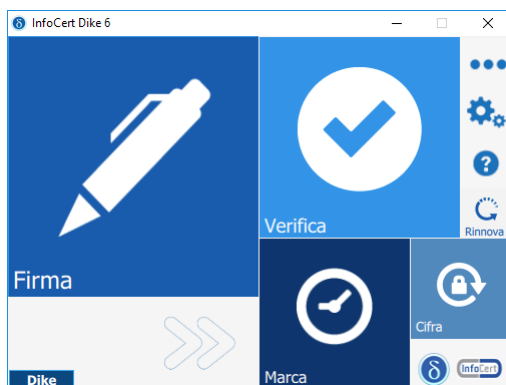 InfoCert Dike 6
Firma
Verifica
Rinnova
Marca
Cifra
Dike
InfoCert